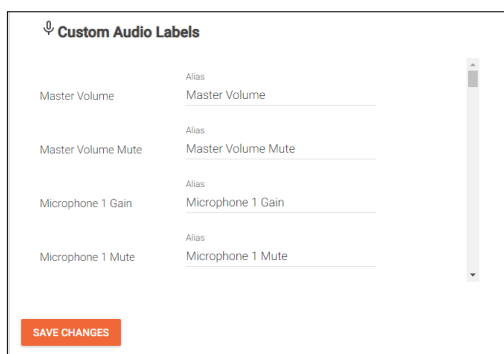 Custom Audio Labels
Alias
Master Volume Master Volume
Alias
Master Volume Mute Master Volume Mute
Alias
Microphone 1 Gain Microphone 1 Gain
Alias
Microphone 1 Mute Microphone 1 Mute
SAVE CHANGES